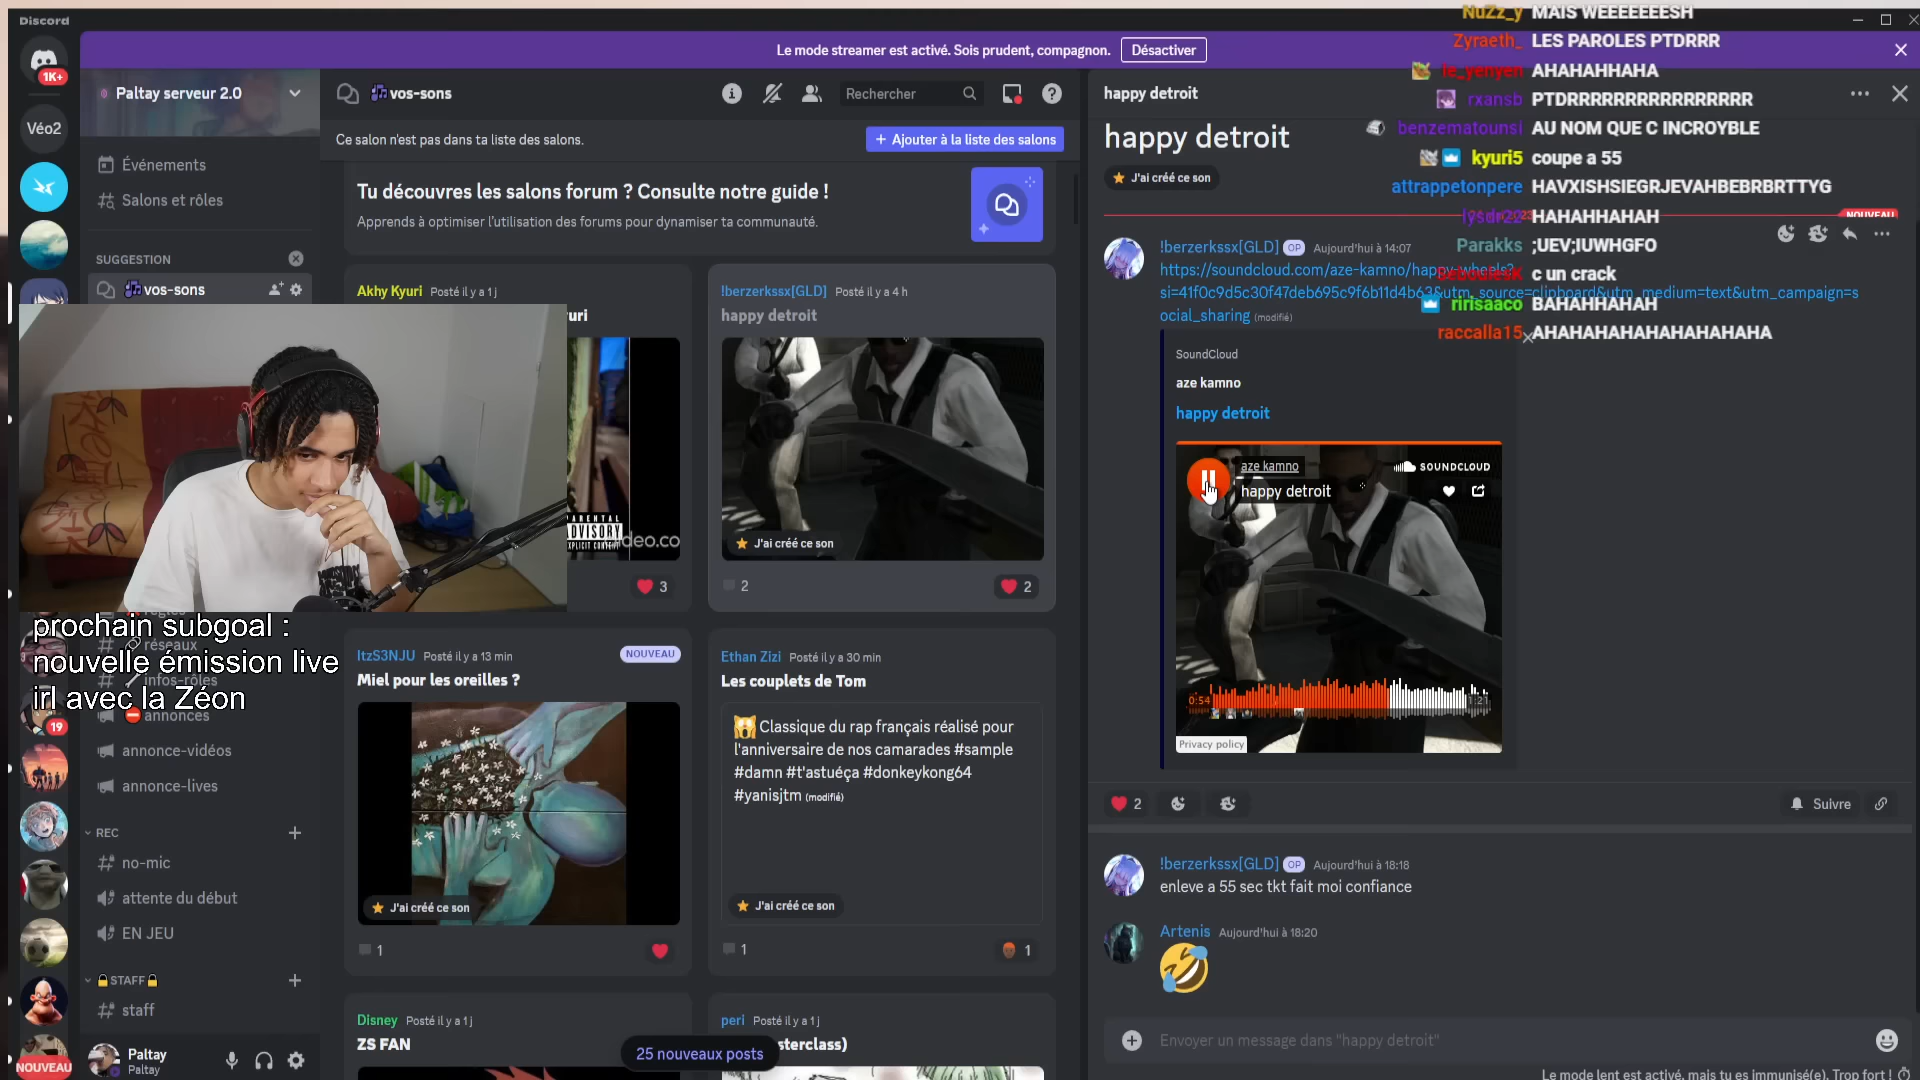 Discord
Le mode streamer est activé. Sois prudent, compagnon.
Désactiver
1K+
Paltay serveur 2.0
Véo2
Événements
Salons et rôles
SUGGESTION
vos-sons
vos-sons
Rechercher
Ce salon n'est pas dans ta liste des salons.
+ Ajouter à la liste des salons
Tu découvres les salons forum ? Consulte notre guide !
Apprends à optimiser l'utilisation des forums pour dynamiser ta communauté.
Akhy Kyuri Posté il y a 1 j
uri
ADVISORY
deo.co
3
!berzerkssx[GLD] Posté il y a 4 h
happy detroit
J'ai créé ce son
2
2
prochain subgoal :
nouvelle émission live
irl avec la Zéon
réseaux
infos-rôles
annonces
19
annonce-vidéos
annonce-lives
REC
no-mic
attente du début
EN JEU
STAFF
staff
Paltay
Paltay
NOUVEAU
ItzS3NJU Posté il y a 13 min
NOUVEAU
Miel pour les oreilles ?
J'ai créé ce son
1
Ethan Zizi Posté il y a 30 min
Les couplets de Tom
Classique du rap français réalisé pour
l'anniversaire de nos camarades #sample
#damn #t'astuéça #donkeykong64
#yanisjtm (modifié)
J'ai créé ce son
1
1
Disney Posté il y a 1 j
ZS FAN
peri Posté il y a 1 j
sterclass)
25 nouveaux posts
happy detroit
happy detroit
J'ai créé ce son
NOUVEAU
!berzerkssx[GLD] OP Aujourd'hui à 14:07
https://soundcloud.com/aze-kamno/happy-wheels?
si=41f0c9d5c30f47deb695c9f6b11d4b63&utm_source=clipboard&utm_medium=text&utm_campaign=s
ocial_sharing (modifié)
SoundCloud
aze kamno
happy detroit
aze kamno
happy detroit
SOUNDCLOUD
0:54
1:21
Privacy policy
2
Suivre
!berzerkssx[GLD] OP Aujourd'hui à 18:18
enleve a 55 sec tkt fait moi confiance
Artenis Aujourd'hui à 18:20
Envoyer un message dans "happy detroit"
Le mode lent est activé, mais tu es immunisé(e). Trop fort !
NuZz_y MAIS WEEEEEEESH
Zyraeth_ LES PAROLES PTDRRR
le_yenyen AHAHAHHAHA
rxansb PTDRRRRRRRRRRRRRRRR
benzematounsi AU NOM QUE C INCROYBLE
kyuri5 coupe a 55
attrappetonpere HAVXISHSIEGRJEVAHBEBRBRTTYG
lysdr22 HAHAHHAHAH
Parakks ;UEV;IUWHGFO
c un crack
ririsaaco BAHAHHAHAH
raccalla15 AHAHAHAHAHAHAHAHA